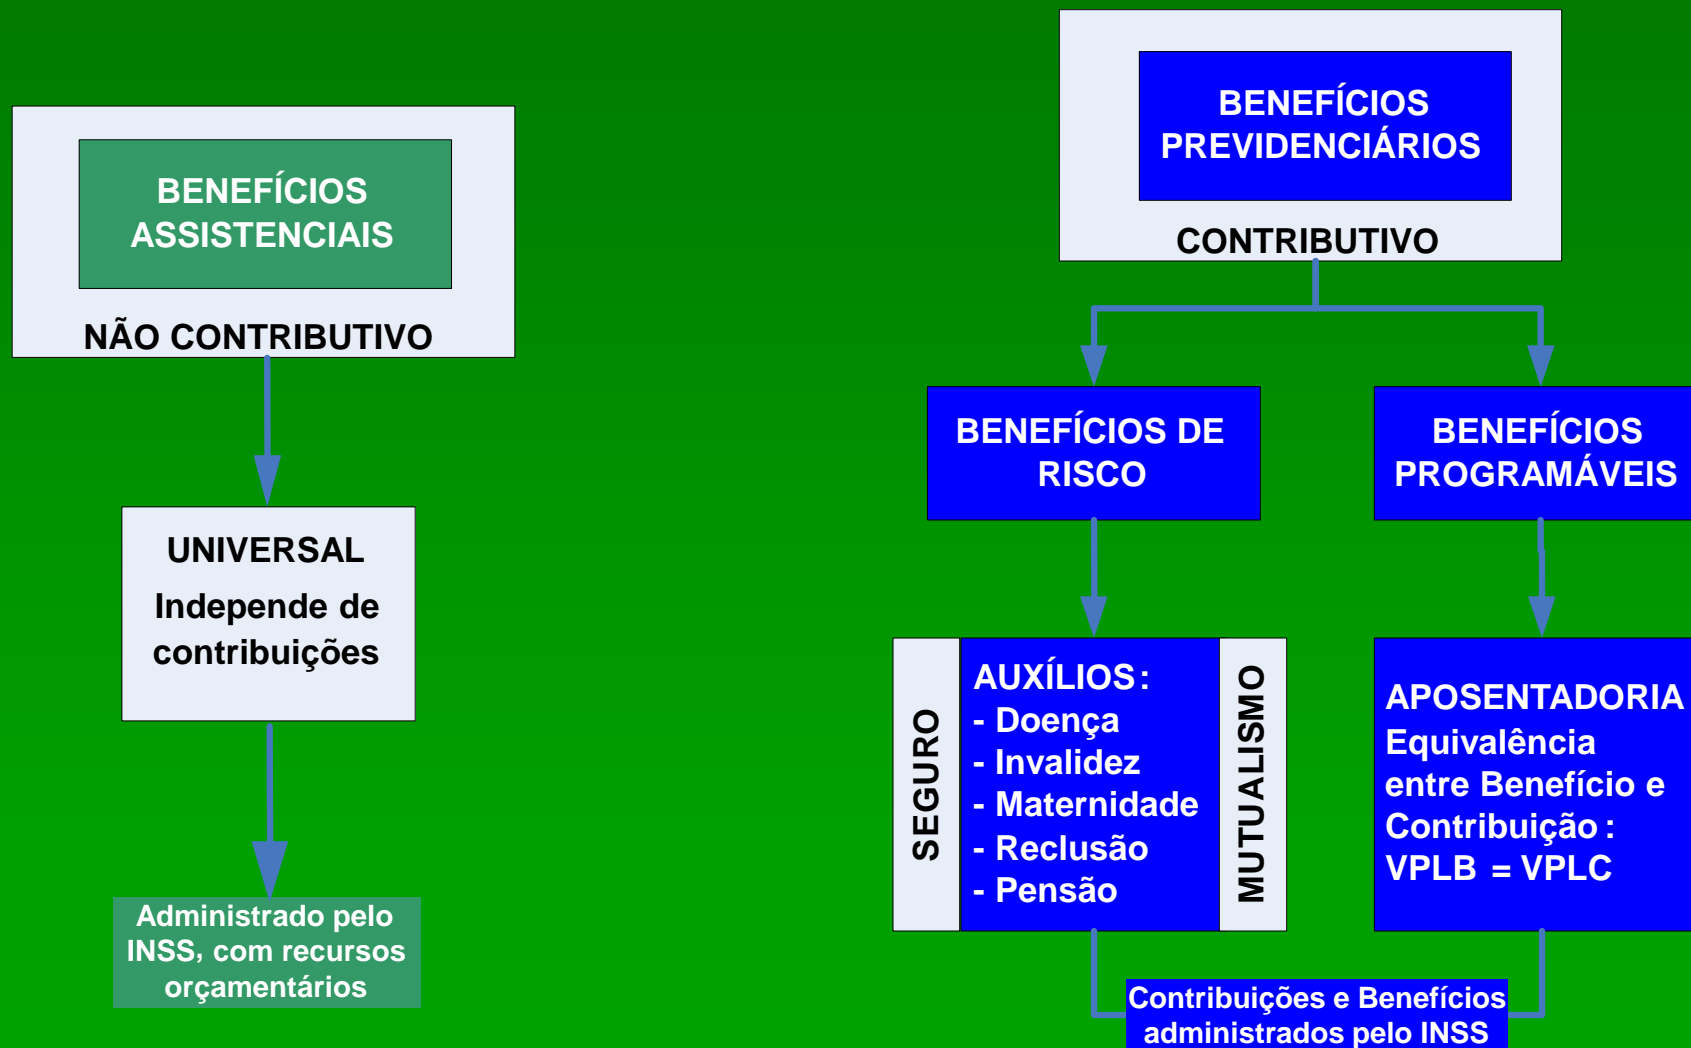 BENEFÍCIOS
ASSISTENCIAIS
NÃO CONTRIBUTIVO
UNIVERSAL
Independe de
contribuições
Administrado pelo
INSS, com recursos
orçamentários
BENEFÍCIOS
PREVIDENCIÁRIOS
CONTRIBUTIVO
BENEFÍCIOS DE
RISCO
BENEFÍCIOS
PROGRAMÁVEIS
SEGURO
AUXÍLIOS:
- Doença
- Invalidez
- Maternidade
- Reclusão
- Pensão
MUTUALISMO
APOSENTADORIA
Equivalência
entre Benefício e
Contribuição:
VPLB = VPLC
Contribuições e Benefícios
administrados pelo INSS